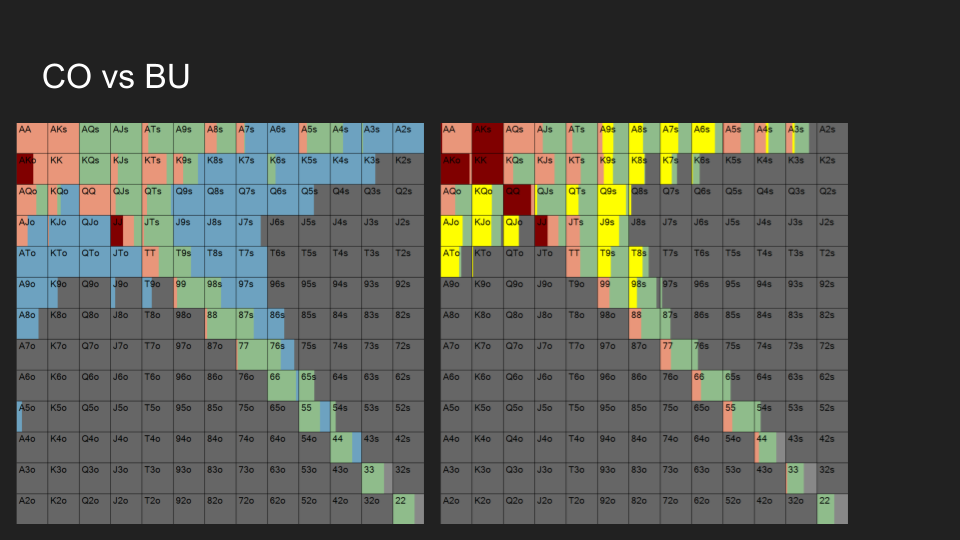 CO vs BU
AA AKs AQs AJs ATs A9s A8s A7s A6s A5s A4s A3s A2s AA AKs AQs AJs ATs A9s A8s A7s A6s A5s A4s A3s A2s
AKo KK KQs KJs KTs K9s K8s K7s K6s K5s K4s K3s K2s AKo KK KQs KJs KTs K9s K8s K7s K6s K5s K4s K3s K2s
AQo KQo QQ QJs QTs Q9s Q8s Q7s Q6s Q5s Q4s Q3s Q2s AQo KQo QQ QJs QTs Q9s Q8s Q7s Q6s Q5s Q4s Q3s Q2s
AJo KJo QJo JJ JTs J9s J8s J7s J6s J5s J4s J3s J2s AJo KJo QJo JJ JTs J9s J8s J7s J6s J5s J4s J3s J2s
ATo KTo QTo JTo TT T9s T8s T7s T6s T5s T4s T3s T2s ATo KTo QTo JTo TT T9s T8s T7s T6s T5s T4s T3s T2s
A9o K9o Q9o J9o T9o 99 98s 97s 96s 95s 94s 93s 92s A9o K9o Q9o J9o T9o 99 98s 97s 96s 95s 94s 93s 92s
A8o K8o Q8o J8o T8o 98o 88 87s 86s 85s 84s 83s 82s A8o K8o Q8o J8o T8o 98o 88 87s 86s 85s 84s 83s 82s
A7o K7o Q7o J7o T7o 97o 87o 77 76s 75s 74s 73s 72s A7o K7o Q7o J7o T7o 97o 87o 77 76s 75s 74s 73s 72s
A6o K6o Q6o J6o T6o 96o 86o 76o 66 65s 64s 63s 62s A6o K6o Q6o J6o T6o 96o 86o 76o 66 65s 64s 63s 62s
A5o K5o Q5o J5o T5o 95o 85o 75o 65o 55 54s 53s 52s A5o K5o Q5o J5o T5o 95o 85o 75o 65o 55 54s 53s 52s
A4o K4o Q4o J4o T4o 94o 84o 74o 64o 54o 44 43s 42s A4o K4o Q4o J4o T4o 94o 84o 74o 64o 54o 44 43s 42s
A3o K3o Q3o J3o T3o 93o 83o 73o 63o 53o 43o 33 32s A3o K3o Q3o J3o T3o 93o 83o 73o 63o 53o 43o 33 32s
A2o K2o Q2o J2o T2o 92o 82o 72o 62o 52o 42o 32o 22 A2o K2o Q2o J2o T2o 92o 82o 72o 62o 52o 42o 32o 22